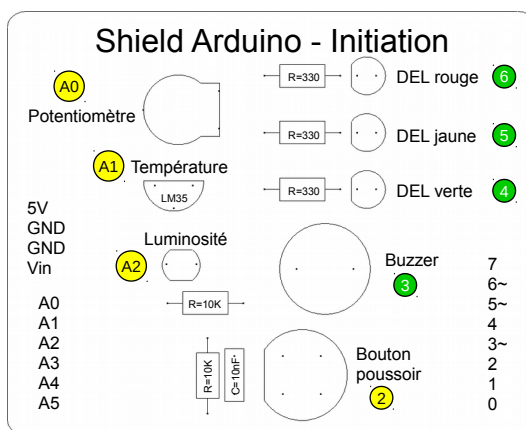 Shield Arduino - Initiation
A0
Potentiomètre
R=330
DEL rouge
6
R=330
DEL jaune
5
A1
Température
LM35
R=330
DEL verte
4
5V
GND
GND
Vin
Luminosité
A2
R=10K
Buzzer
3
A0
A1
A2
A3
A4
A5
R=10K
C=10nF
Bouton
poussoir
2
7
6~
5~
4
3~
2
1
0